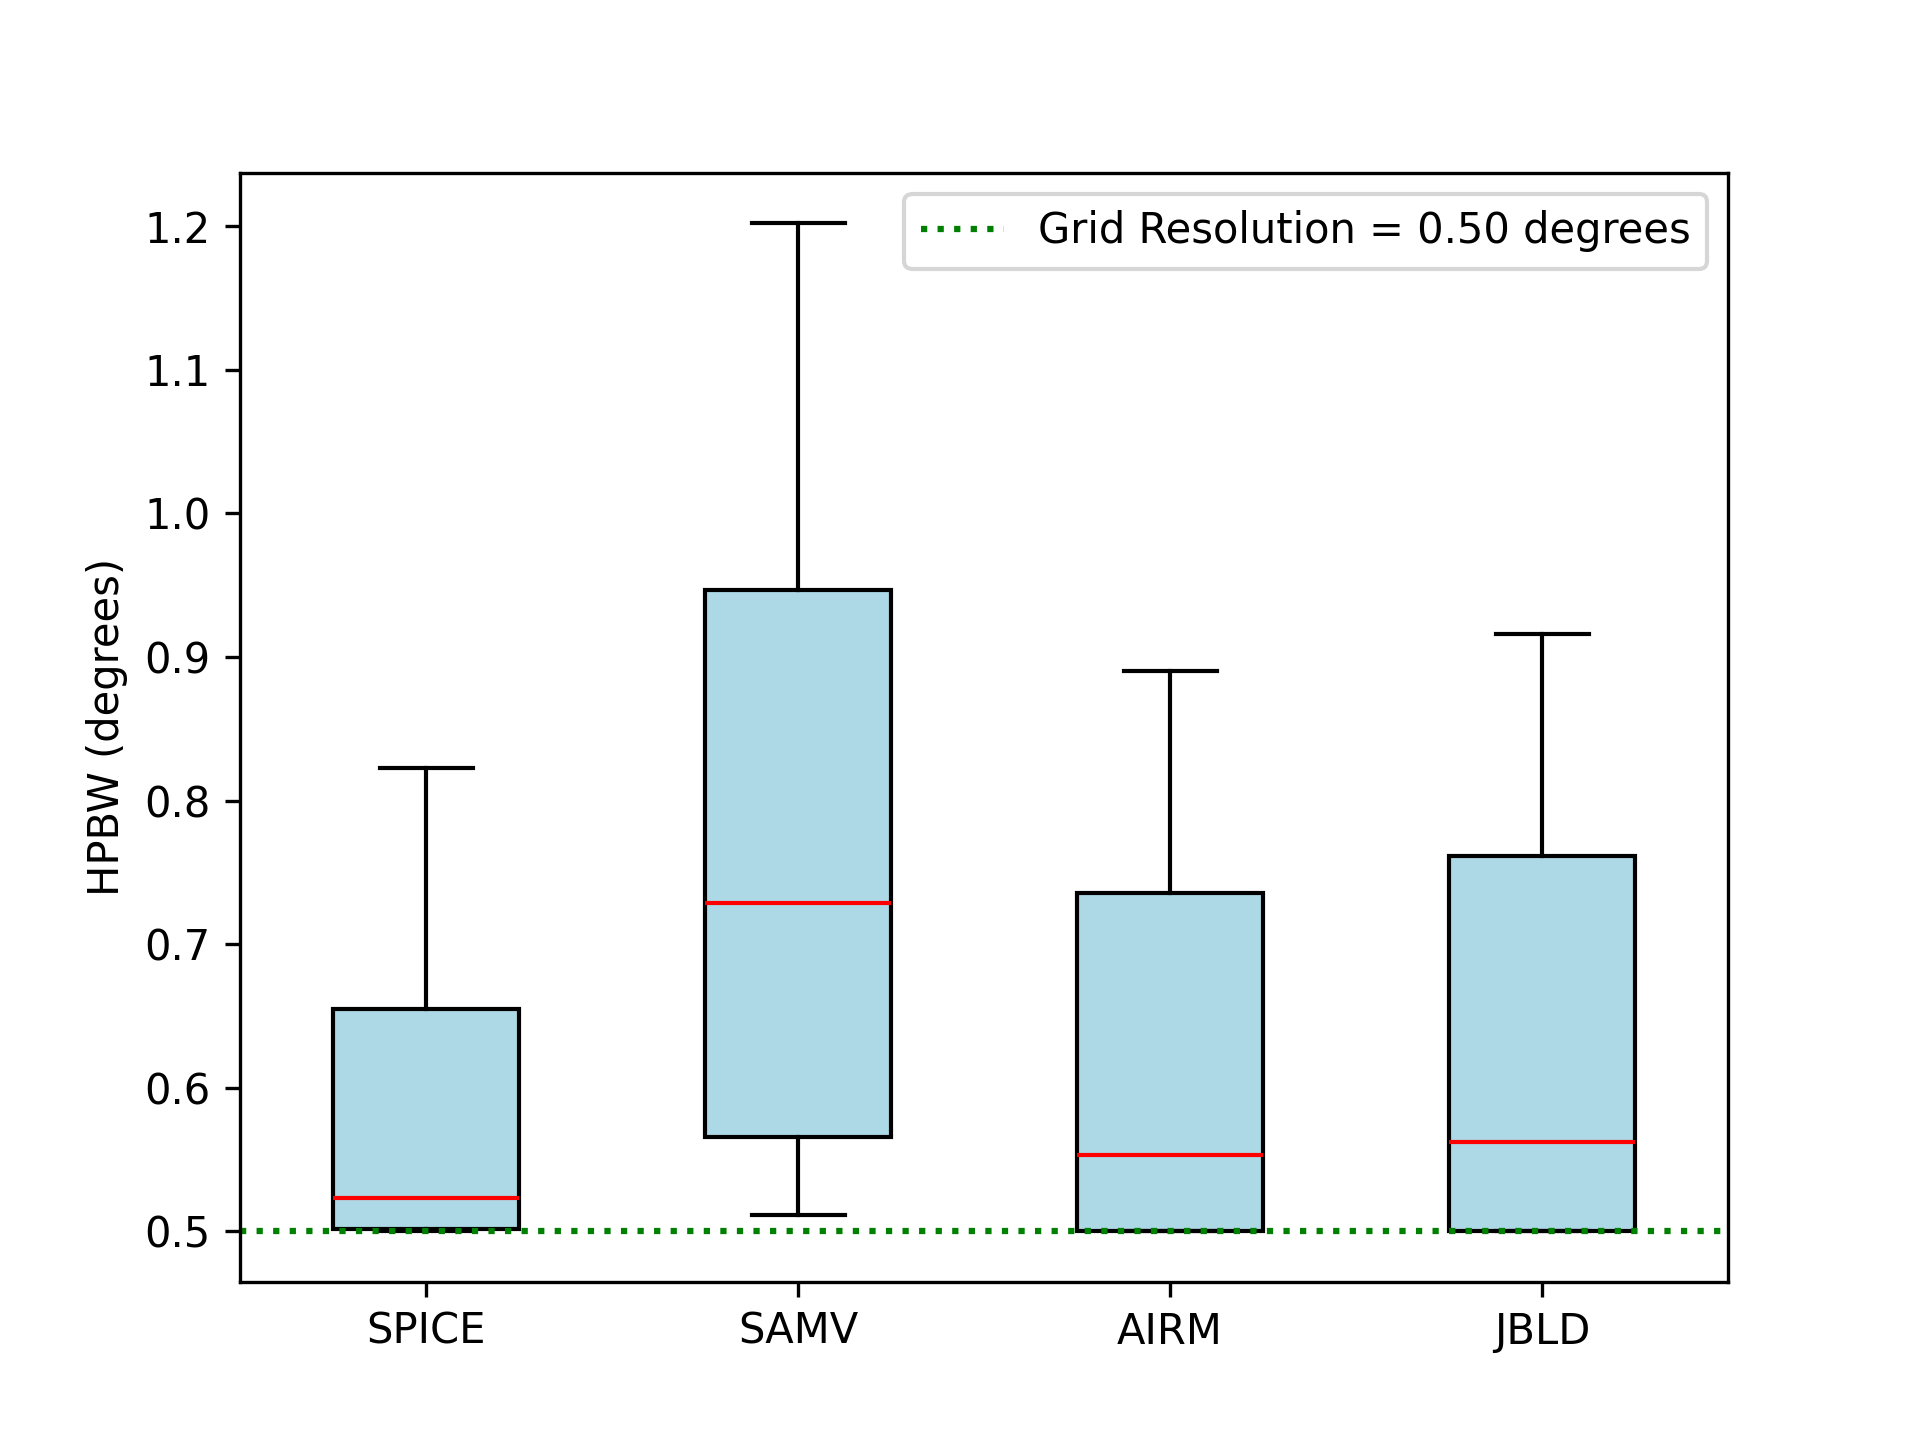 Grid Resolution = 0.50 degrees
1.2
1.1
1.0
0.9
0.8
0.7
0.6
0.5
HPBW (degrees)
SPICE SAMV AIRM JBLD